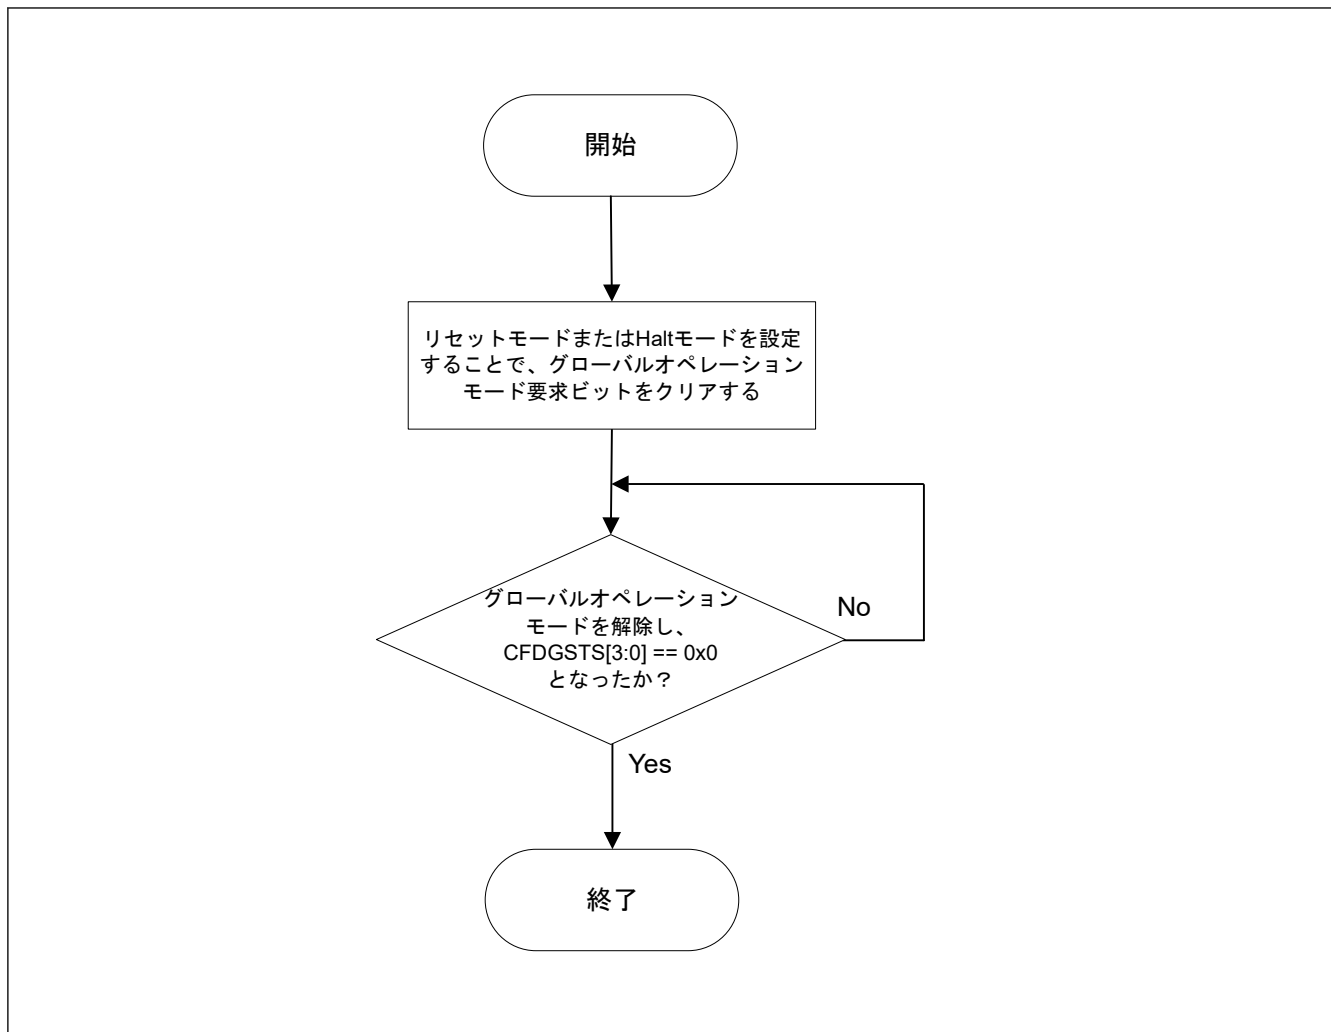 開始
リセットモードまたはHaltモードを設定
することで、グローバルオペレーション
モード要求ビットをクリアする
グローバルオペレーション
モードを解除し、
CFDGSTS[3:0] == 0x0
となったか？
No
Yes
終了